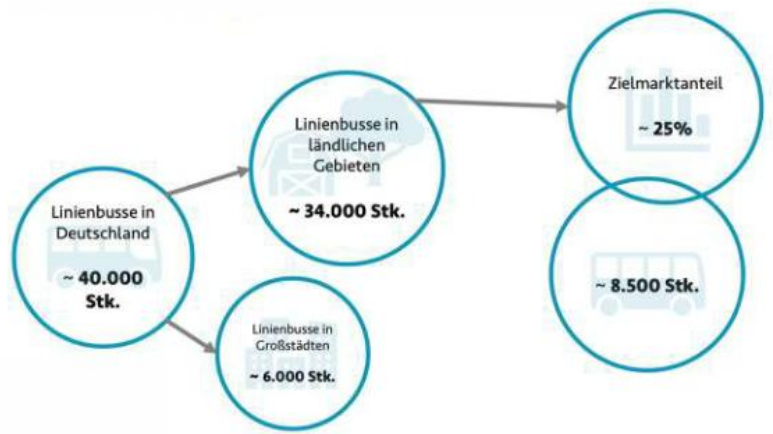 Linienbusse in
Deutschland
~ 40.000
Stk.
Linienbusse in
ländlichen
Gebieten
~ 34.000 Stk.
Linienbusse in
Großstädten
~ 6.000 Stk.
Zielmarktanteil
~ 25%
~ 8.500 Stk.